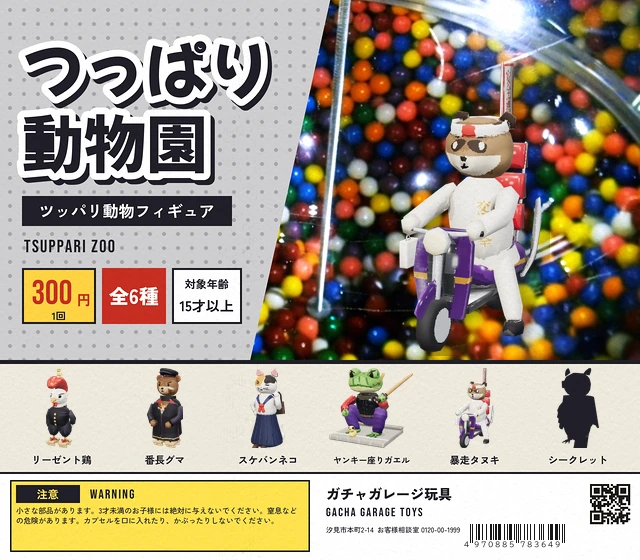 つっぱり
動物園
ツッパリ動物フィギュア
TSUPPARI ZOO
300円
1回
全6種
対象年齢
15才以上
リーゼント鶏
番長グマ
スケバンネコ
ヤンキー座りガエル
暴走タヌキ
シークレット
注意 WARNING
小さな部品があります。3才未満のお子様には絶対に与えないでください。窒息など
の危険があります。カプセルを口に入れたり、かぶったりしないでください。
ガチャガレージ玩具
GACHA GARAGE TOYS
汐見市本町2-14 お客様相談室 0120-00-1999
4 970885 783649